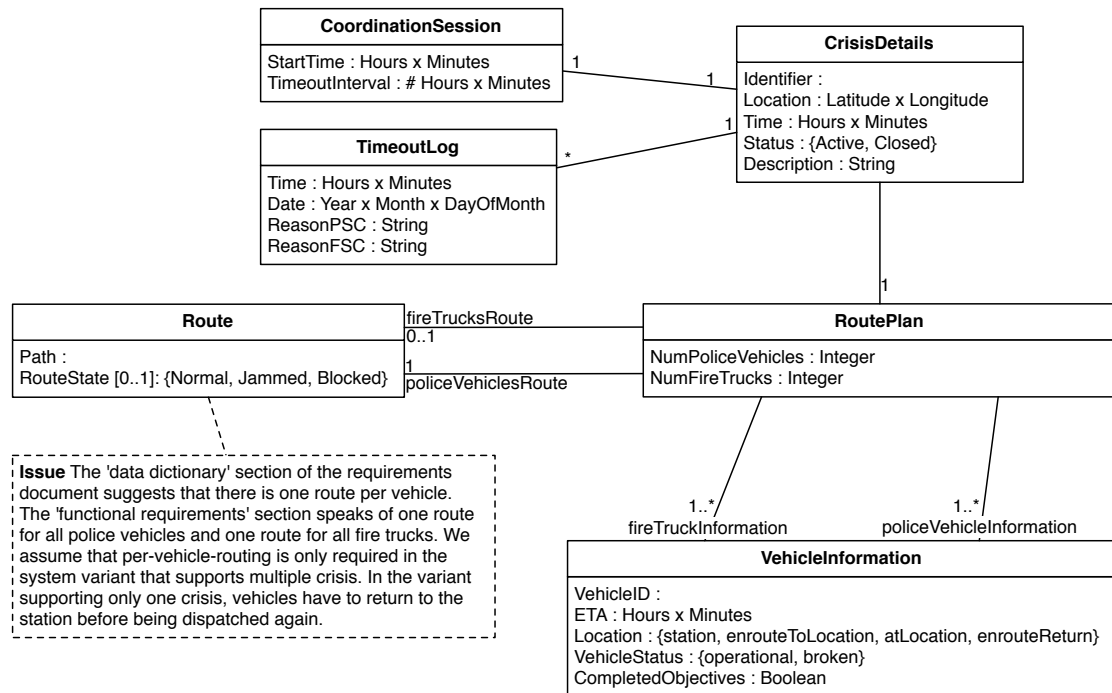 CoordinationSession
StartTime : Hours x Minutes
TimeoutInterval : # Hours x Minutes
1
1
CrisisDetails
Identifier :
Location : Latitude x Longitude
Time : Hours x Minutes
Status : {Active, Closed}
Description : String
1
*
TimeoutLog
Time : Hours x Minutes
Date : Year x Month x DayOfMonth
ReasonPSC : String
ReasonFSC : String
1
Route
Path :
RouteState [0..1]: {Normal, Jammed, Blocked}
fireTrucksRoute
0..1
1
policeVehiclesRoute
RoutePlan
NumPoliceVehicles : Integer
NumFireTrucks : Integer
Issue The 'data dictionary' section of the requirements
document suggests that there is one route per vehicle.
The 'functional requirements' section speaks of one route
for all police vehicles and one route for all fire trucks. We
assume that per-vehicle-routing is only required in the
system variant that supports multiple crisis. In the variant
supporting only one crisis, vehicles have to return to the
station before being dispatched again.
1..*
fireTruckInformation
1..*
policeVehicleInformation
VehicleInformation
VehicleID :
ETA : Hours x Minutes
Location : {station, enrouteToLocation, atLocation, enrouteReturn}
VehicleStatus : {operational, broken}
CompletedObjectives : Boolean